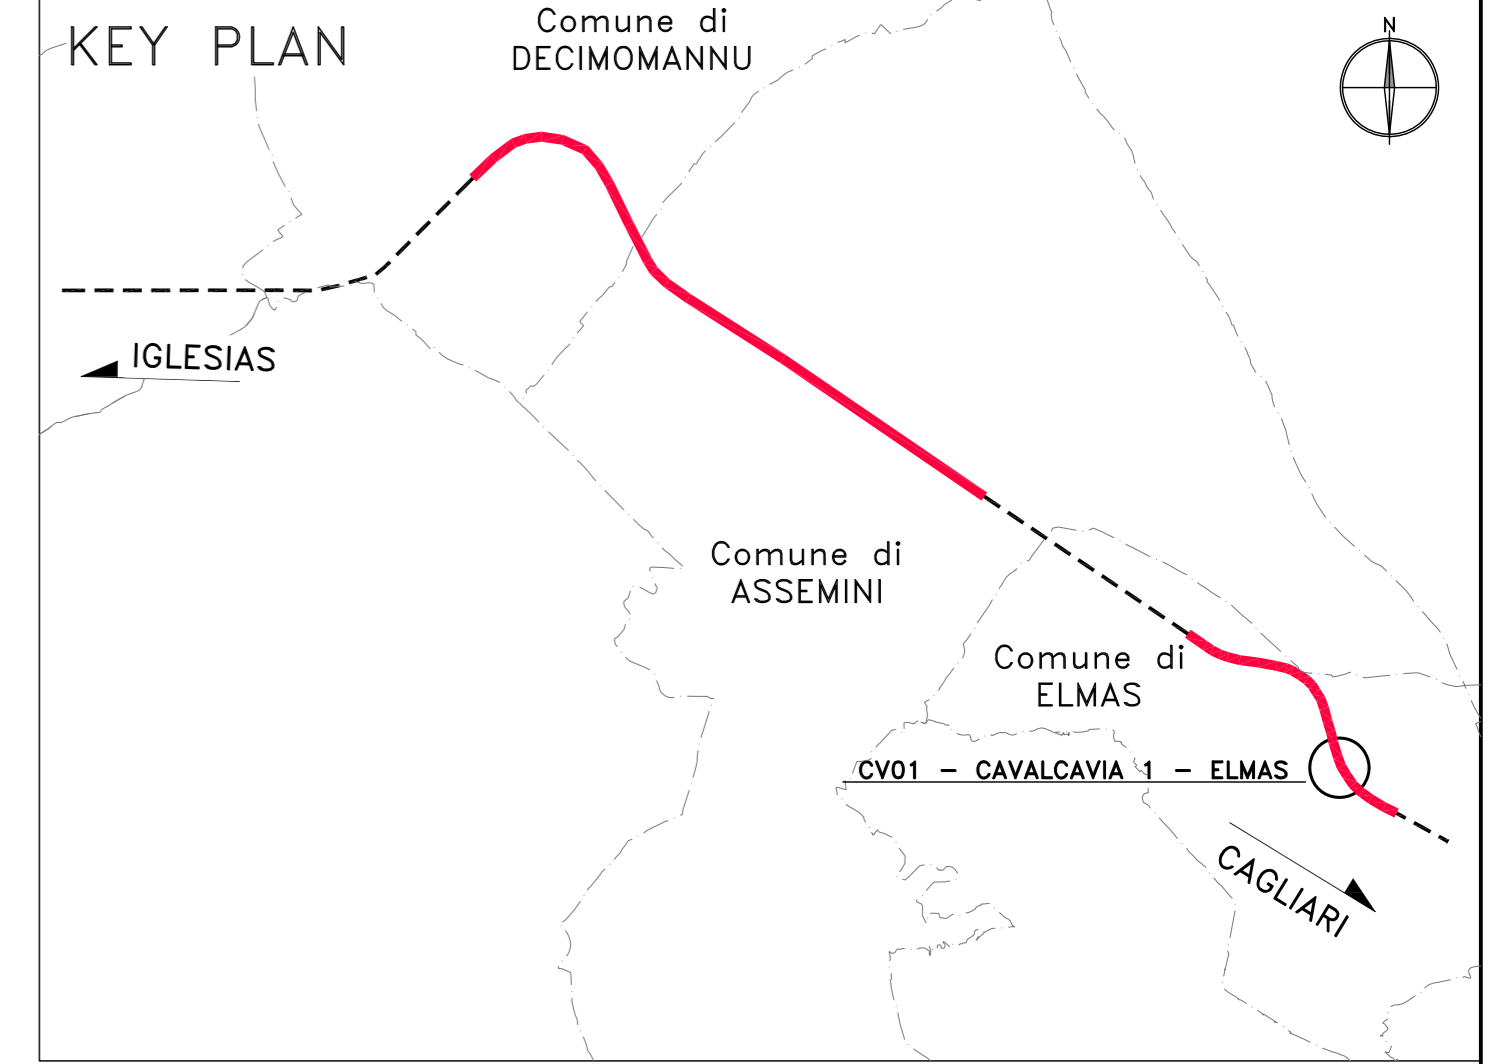 KEY PLAN
Comune di
DECIMOMANNU
N
IGLESIAS
Comune di
ASSEMINI
Comune di
ELMAS
CV01 – CAVALCAVIA 1 – ELMAS
CAGLIARI